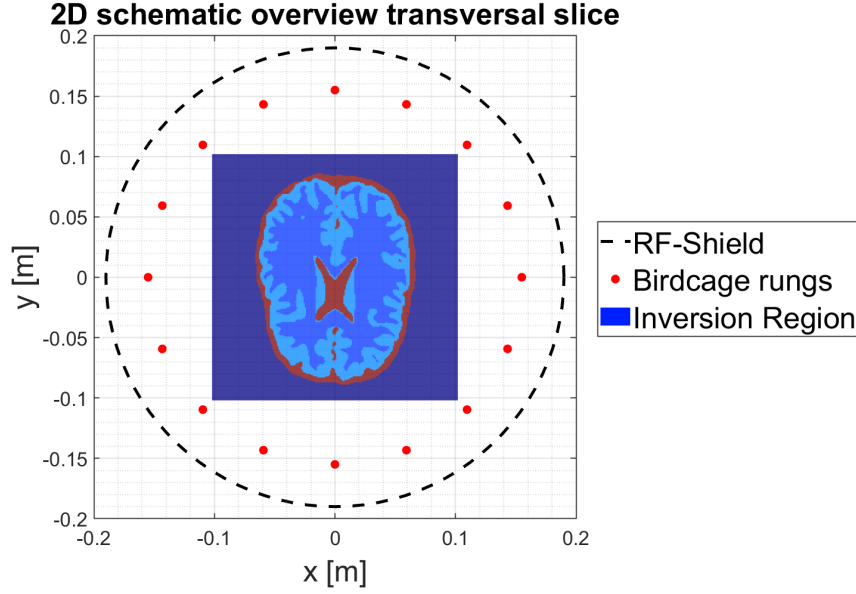 2D schematic overview transversal slice
0.2
0.15
0.1
0.05
0
-0.05
-0.1
-0.15
-0.2
y [m]
-0.2 -0.1 0 0.1 0.2
x [m]
RF-Shield
Birdcage rungs
Inversion Region